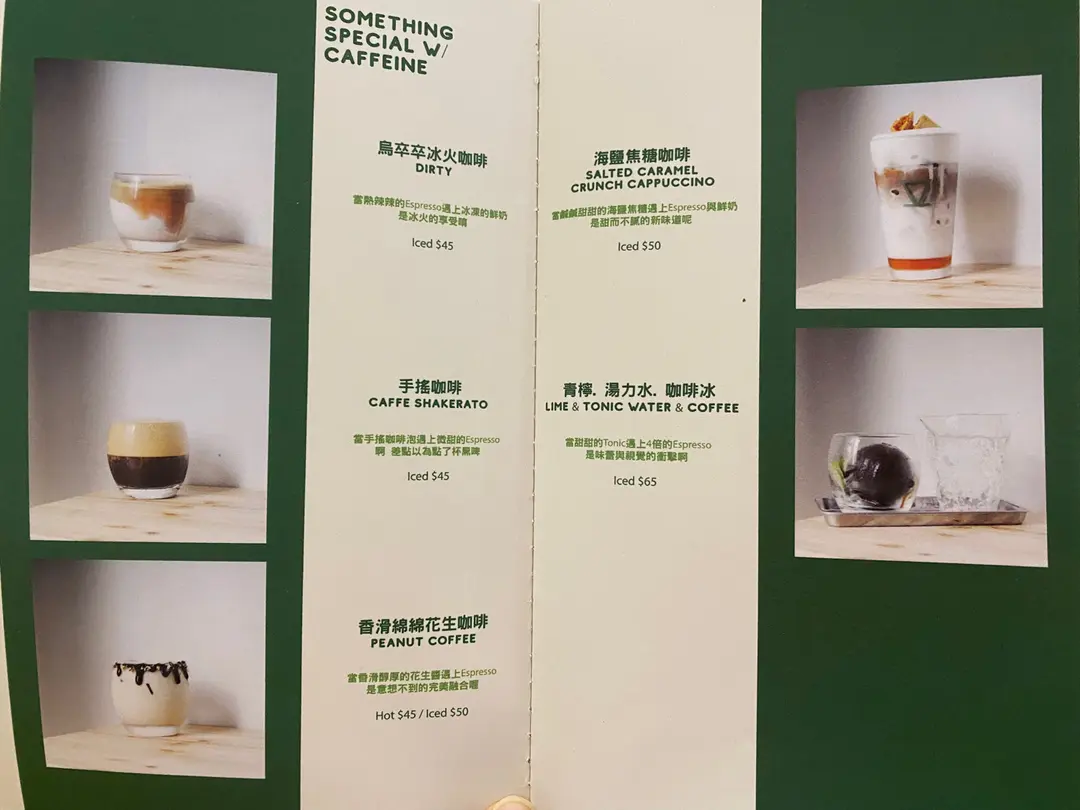 SOMETHING
SPECIAL W/
CAFFEINE
烏卒卒冰火咖啡
DIRTY
當熱辣辣的Espresso遇上冰凍的鮮奶
是冰火的享受唷
Iced $45
手搖咖啡
CAFFE SHAKERATO
當手搖咖啡泡遇上微甜的Espresso
啊 差點以為點了杯黑啤
Iced $45
香滑綿綿花生咖啡
PEANUT COFFEE
當香滑醇厚的花生醬遇上Espresso
是意想不到的完美融合喔
Hot $45 / Iced $50
海鹽焦糖咖啡
SALTED CARAMEL
CRUNCH CAPPUCCINO
當鹹鹹甜甜的海鹽焦糖遇上Espresso與鮮奶
是甜而不膩的新味道呢
Iced $50
青檸. 湯力水. 咖啡冰
LIME & TONIC WATER & COFFEE
當甜甜的Tonic遇上4倍的Espresso
是味蕾與視覺的衝擊啊
Iced $65